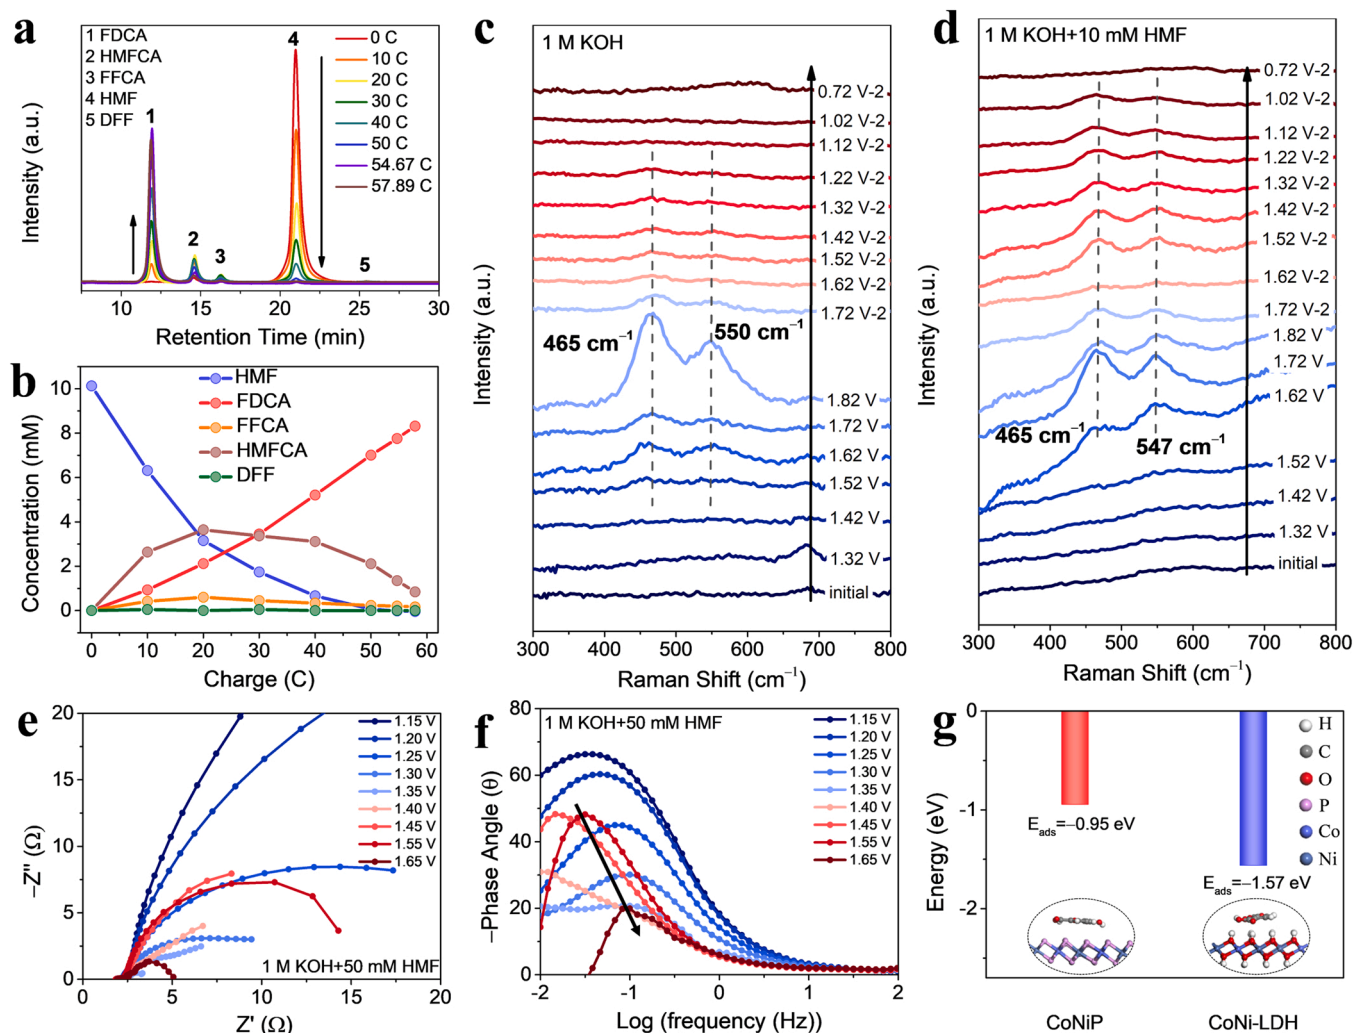 a
1 FDCA
2 HMFCA
3 FFCA
4 HMF
5 DFF
1
2
3
4
5
0 C
10 C
20 C
30 C
40 C
50 C
54.67 C
57.89 C
Intensity (a.u.)
10 15 20 25 30
Retention Time (min)
b
HMF
FDCA
FFCA
HMFCA
DFF
Concentration (mM)
10
8
6
4
2
0
0 10 20 30 40 50 60
Charge (C)
c
1 M KOH
0.72 V-2
1.02 V-2
1.12 V-2
1.22 V-2
1.32 V-2
1.42 V-2
1.52 V-2
1.62 V-2
1.72 V-2
465 cm⁻¹
550 cm⁻¹
1.82 V
1.72 V
1.62 V
1.52 V
1.42 V
1.32 V
initial
Intensity (a.u.)
300 400 500 600 700 800
Raman Shift (cm⁻¹)
d
1 M KOH+10 mM HMF
0.72 V-2
1.02 V-2
1.12 V-2
1.22 V-2
1.32 V-2
1.42 V-2
1.52 V-2
1.62 V-2
1.72 V-2
1.82 V
1.72 V
1.62 V
465 cm⁻¹
547 cm⁻¹
1.52 V
1.42 V
1.32 V
initial
Intensity (a.u.)
300 400 500 600 700 800
Raman Shift (cm⁻¹)
e
1 M KOH+50 mM HMF
1.15 V
1.20 V
1.25 V
1.30 V
1.35 V
1.40 V
1.45 V
1.55 V
1.65 V
1 M KOH+50 mM HMF
−Z'' (Ω)
20
15
10
5
0
0 5 10 15 20
Z' (Ω)
f
1 M KOH+50 mM HMF
1.15 V
1.20 V
1.25 V
1.30 V
1.35 V
1.40 V
1.45 V
1.55 V
1.65 V
−Phase Angle (θ)
80
60
40
20
0
-2 -1 0 1 2
Log (frequency (Hz))
g
H
C
O
P
Co
Ni
Energy (eV)
0
-1
-2
Eads=−0.95 eV
Eads=−1.57 eV
CoNiP
CoNi-LDH